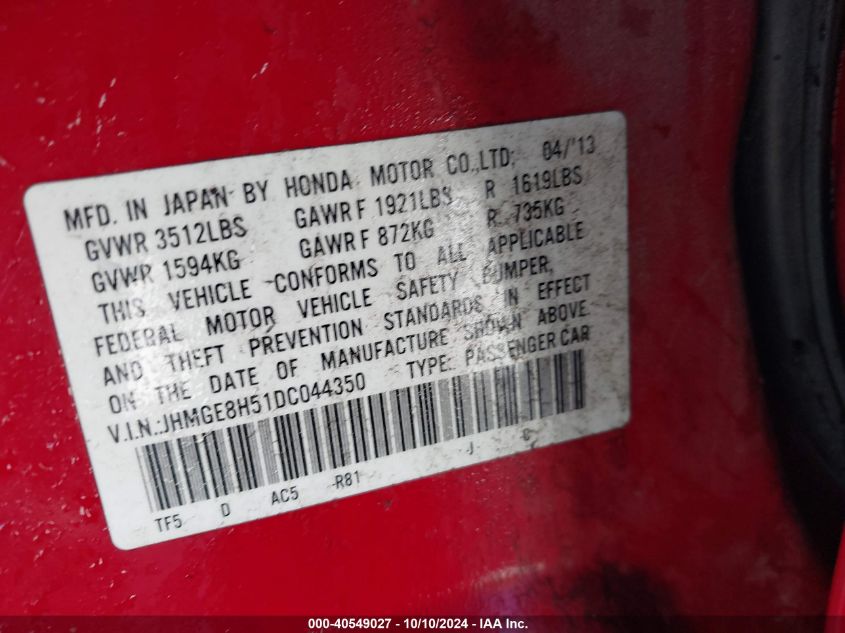 MFD. IN JAPAN BY HONDA MOTOR CO.,LTD; 04/'13
GVWR 3512LBS GAWR F 1921LBS R 1619LBS
GVWR 1594KG GAWR F 872KG R 735KG
THIS VEHICLE CONFORMS TO ALL APPLICABLE
FEDERAL MOTOR VEHICLE SAFETY BUMPER,
AND THEFT PREVENTION STANDARDS IN EFFECT
ON THE DATE OF MANUFACTURE SHOWN ABOVE.
V.I.N.:JHMGE8H51DC044350 TYPE: PASSENGER CAR
TF5 D AC5 -R81 J C
000-40549027 - 10/10/2024 - IAA Inc.